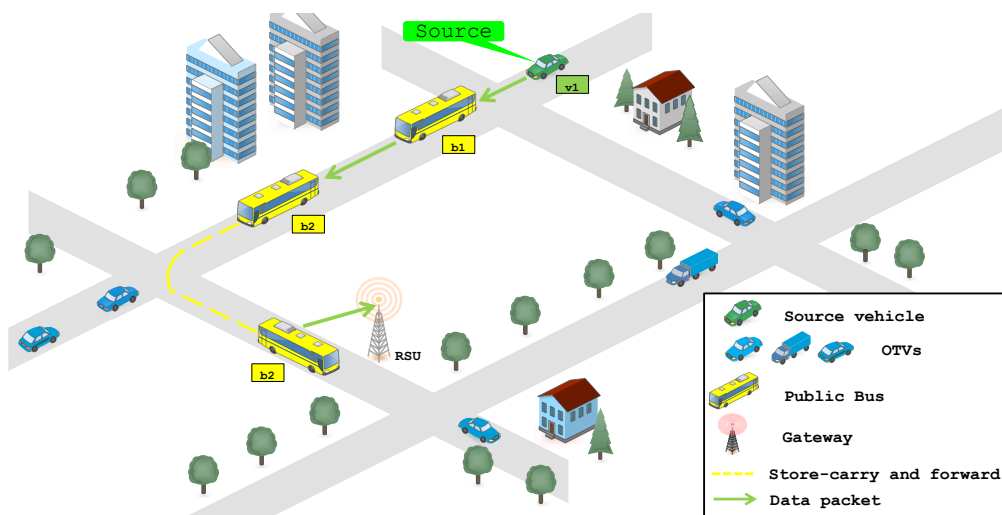 Source
v1
b1
b2
RSU
b2
Source vehicle
OTVs
Public Bus
Gateway
Store-carry and forward
Data packet